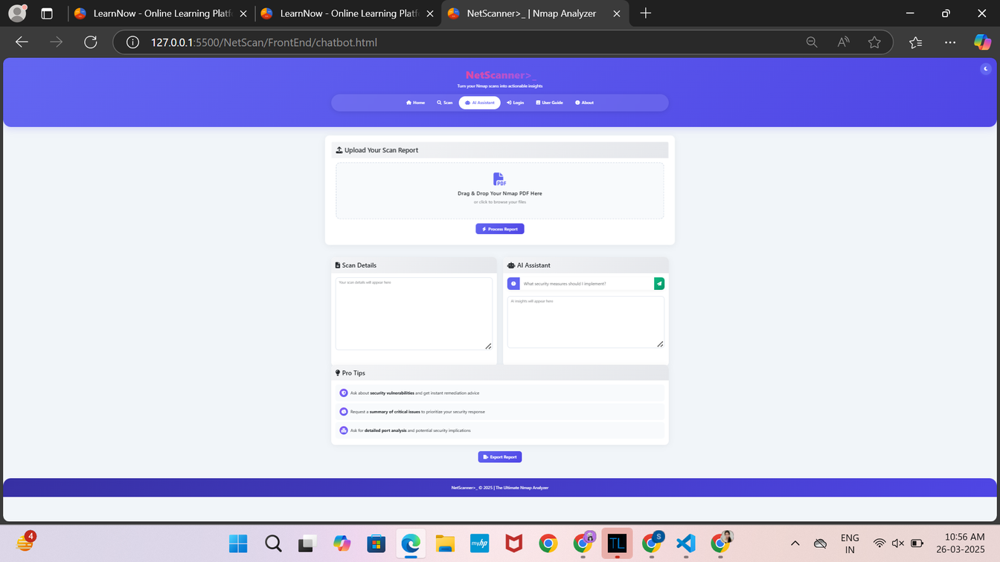 LearnNow - Online Learning Platf
LearnNow - Online Learning Platf
NetScanner>_ | Nmap Analyzer
127.0.0.1:5500/NetScan/FrontEnd/chatbot.html
NetScanner>_
Turn your Nmap scans into actionable insights
Home
Scan
AI Assistant
Login
User Guide
About
Upload Your Scan Report
PDF
Drag & Drop Your Nmap PDF Here
or click to browse your files
Process Report
Scan Details
Your scan details will appear here
AI Assistant
What security measures should I implement?
AI insights will appear here
Pro Tips
Ask about security vulnerabilities and get instant remediation advice
Request a summary of critical issues to prioritize your security response
Ask for detailed port analysis and potential security implications
Export Report
NetScanner>_ © 2025 | The Ultimate Nmap Analyzer
4
myhp
TL
S
ENG
IN
10:56 AM
26-03-2025